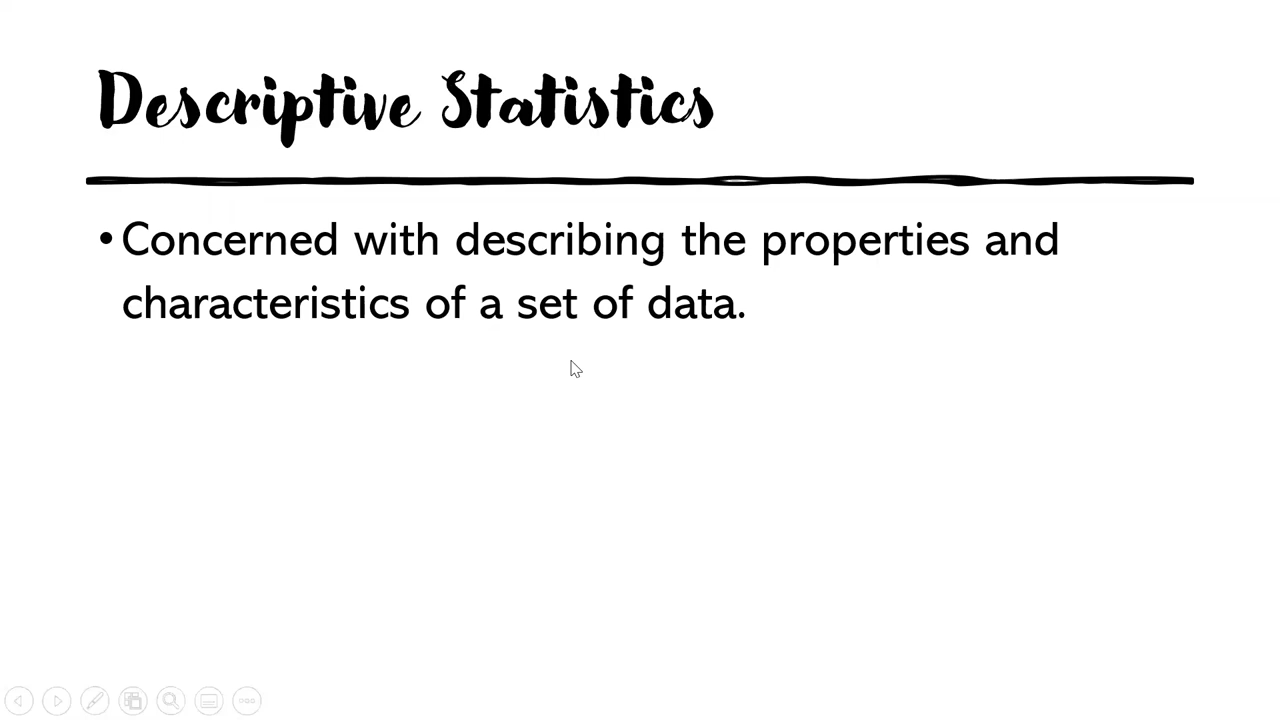 Descriptive Statistics
• Concerned with describing the properties and
characteristics of a set of data.